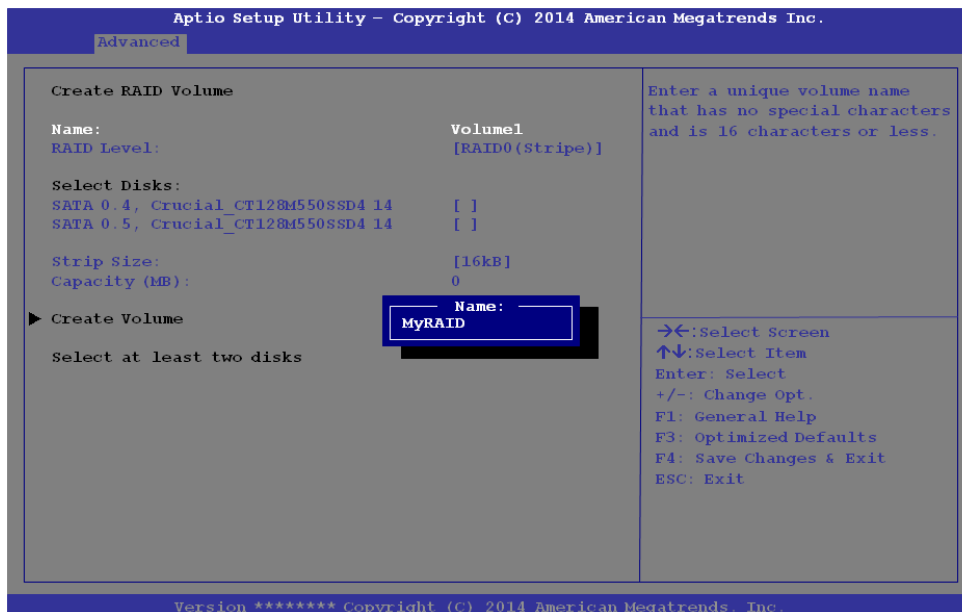 Aptio Setup Utility – Copyright (C) 2014 American Megatrends Inc.
Advanced
Create RAID Volume
Name: Volume1
RAID Level: [RAID0(Stripe)]
Select Disks:
SATA 0.4, Crucial_CT128M550SSD4 14 [ ]
SATA 0.5, Crucial_CT128M550SSD4 14 [ ]
Strip Size: [16kB]
Capacity (MB): 0
▶ Create Volume
Select at least two disks
Name:
MyRAID
Enter a unique volume name
that has no special characters
and is 16 characters or less.
→←:Select Screen
↑↓:Select Item
Enter: Select
+/-: Change Opt.
F1: General Help
F3: Optimized Defaults
F4: Save Changes & Exit
ESC: Exit
Version ******** Copyright (C) 2014 American Megatrends, Inc.